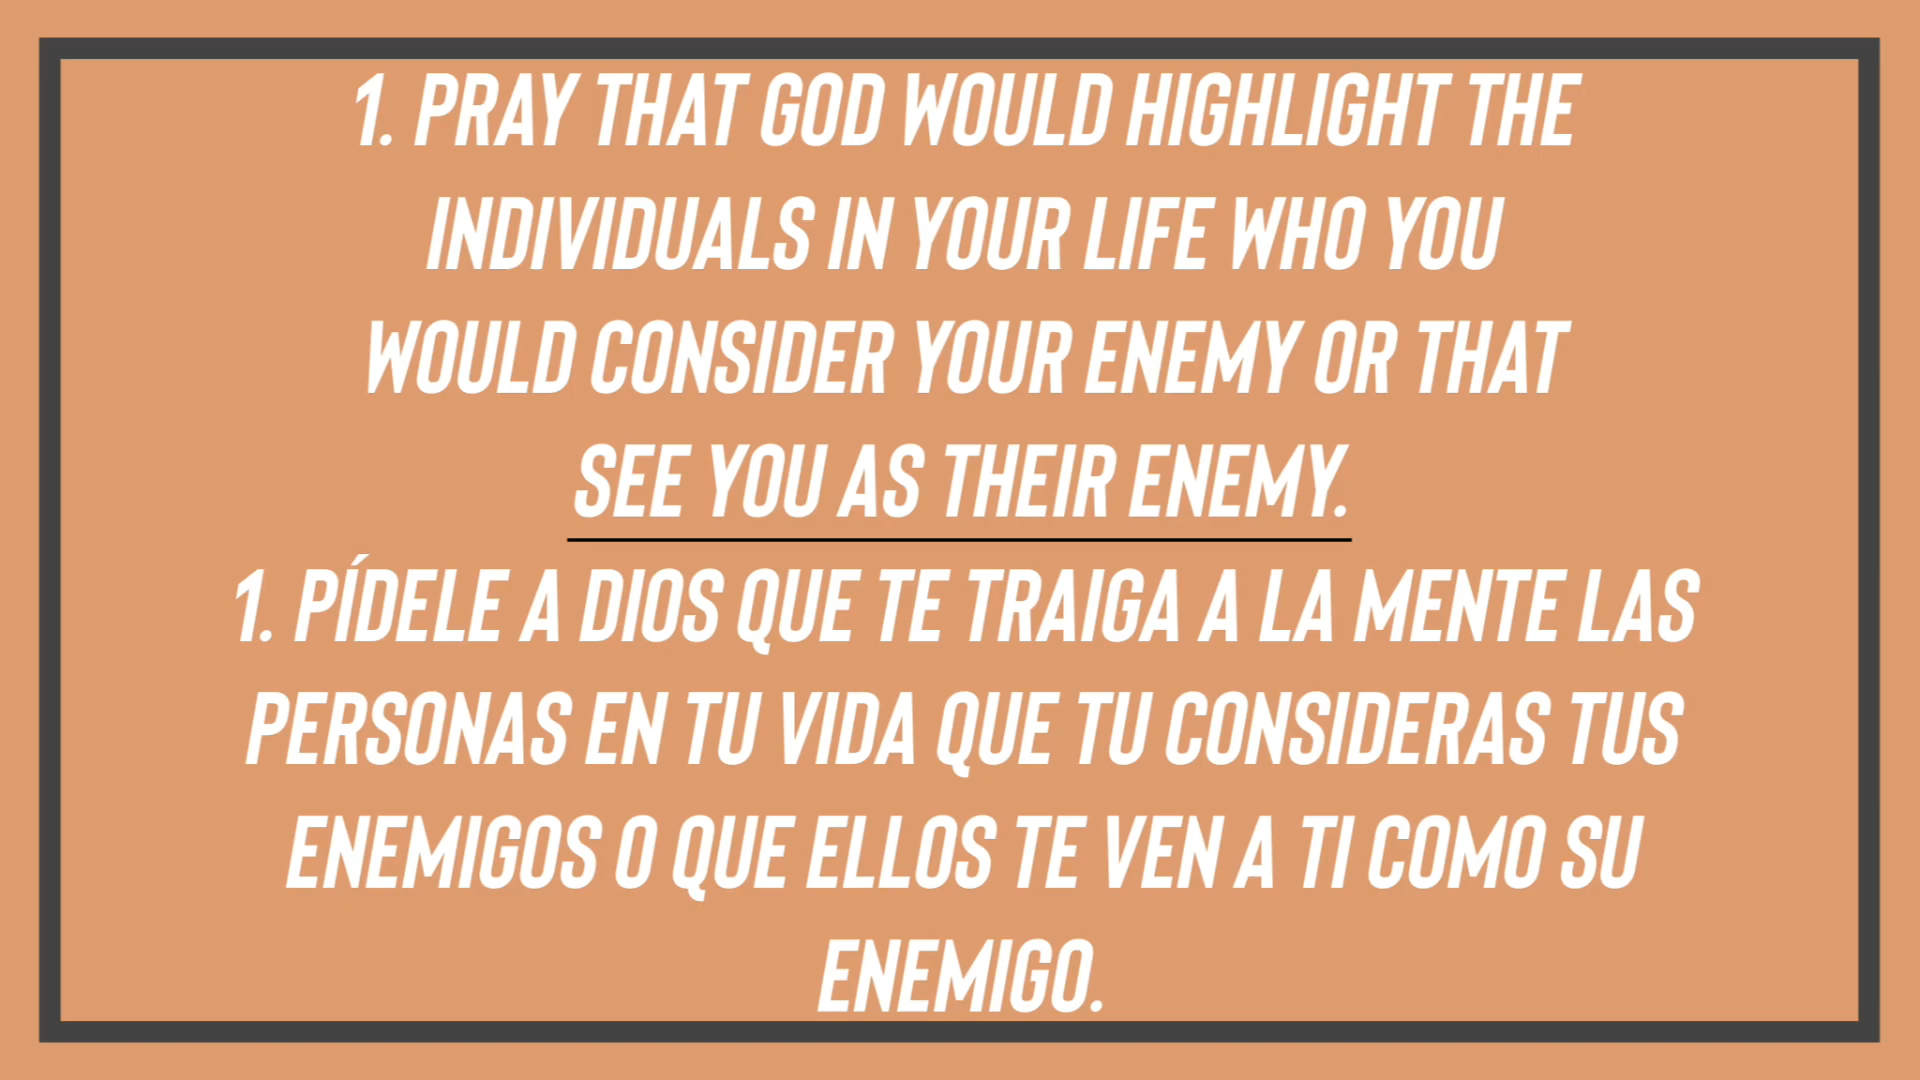 1. PRAY THAT GOD WOULD HIGHLIGHT THE
INDIVIDUALS IN YOUR LIFE WHO YOU
WOULD CONSIDER YOUR ENEMY OR THAT
SEE YOU AS THEIR ENEMY.
1. PÍDELE A DIOS QUE TE TRAIGA A LA MENTE LAS
PERSONAS EN TU VIDA QUE TU CONSIDERAS TUS
ENEMIGOS O QUE ELLOS TE VEN A TI COMO SU
ENEMIGO.